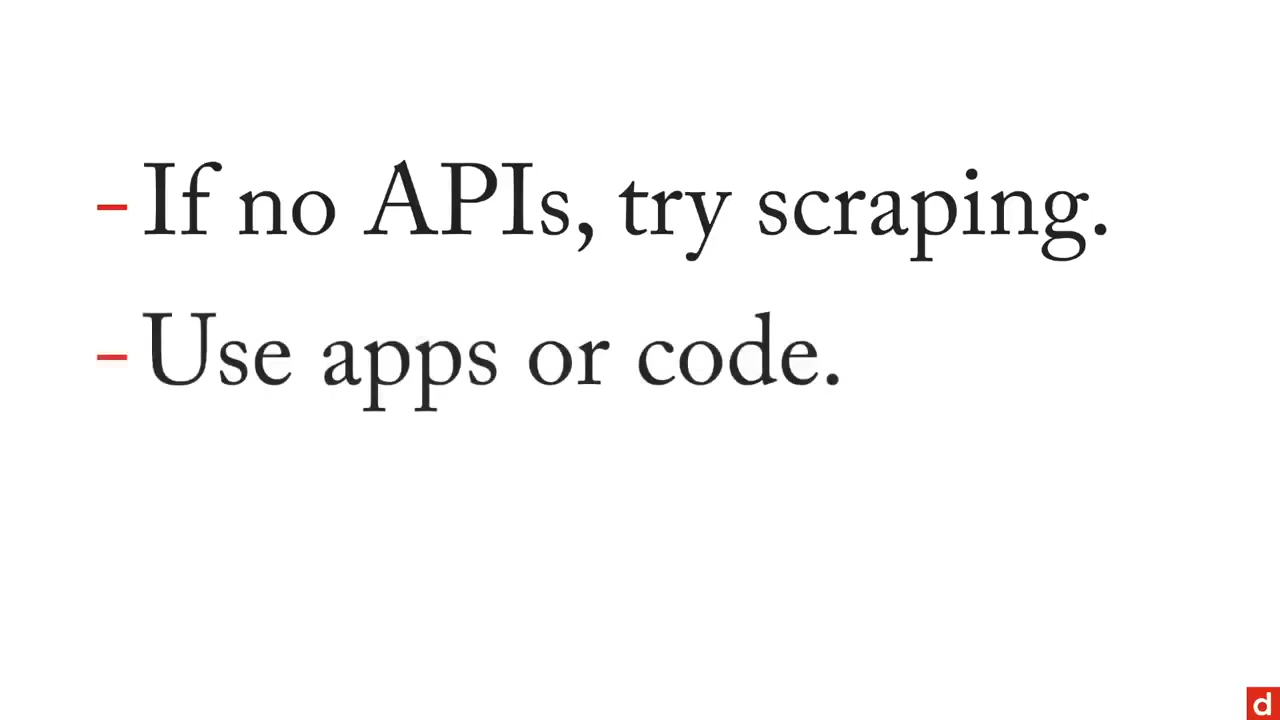 - If no APIs, try scraping.
- Use apps or code.
d